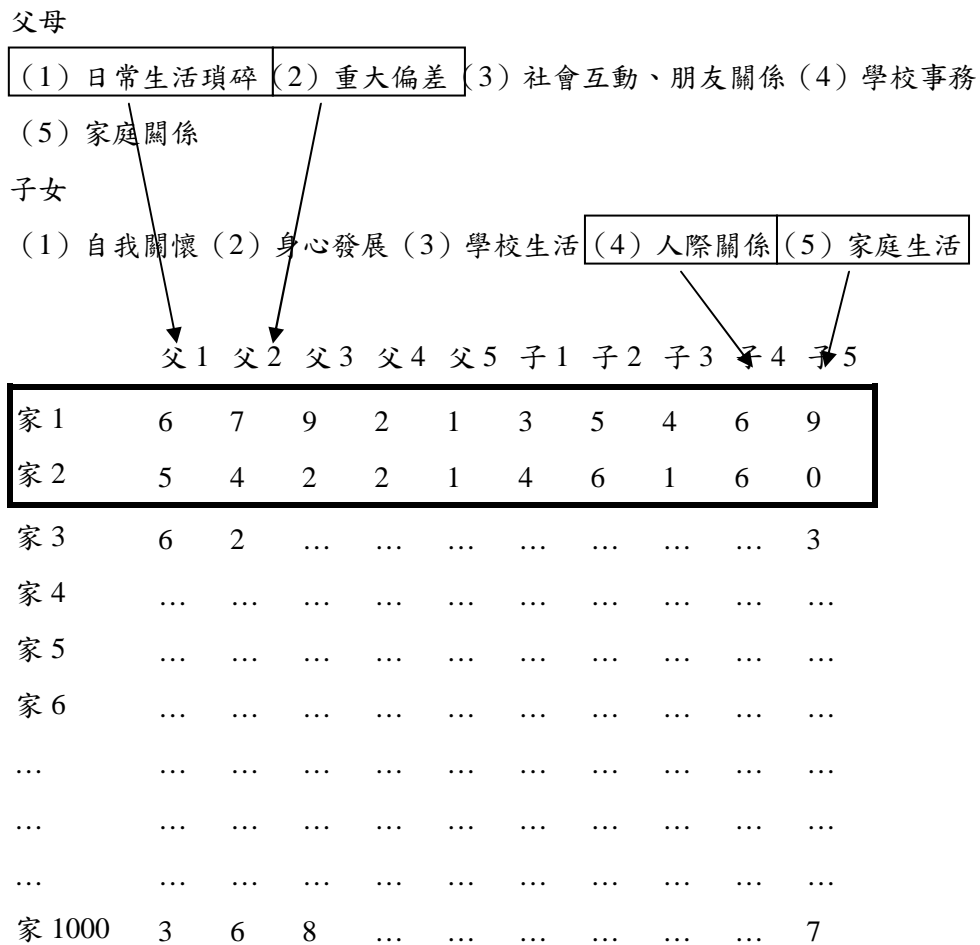 父母
（1）日常生活瑣碎（2）重大偏差（3）社會互動、朋友關係（4）學校事務
（5）家庭關係
子女
（1）自我關懷（2）身心發展（3）學校生活（4）人際關係（5）家庭生活
父1 父2 父3 父4 父5 子1 子2 子3 子4 子5
家1 6 7 9 2 1 3 5 4 6 9
家2 5 4 2 2 1 4 6 1 6 0
家3 6 2 … … … … … … … 3
家4 … … … … … … … … … …
家5 … … … … … … … … … …
家6 … … … … … … … … … …
… … … … … … … … … … …
… … … … … … … … … … …
… … … … … … … … … … …
家1000 3 6 8 … … … … … … 7